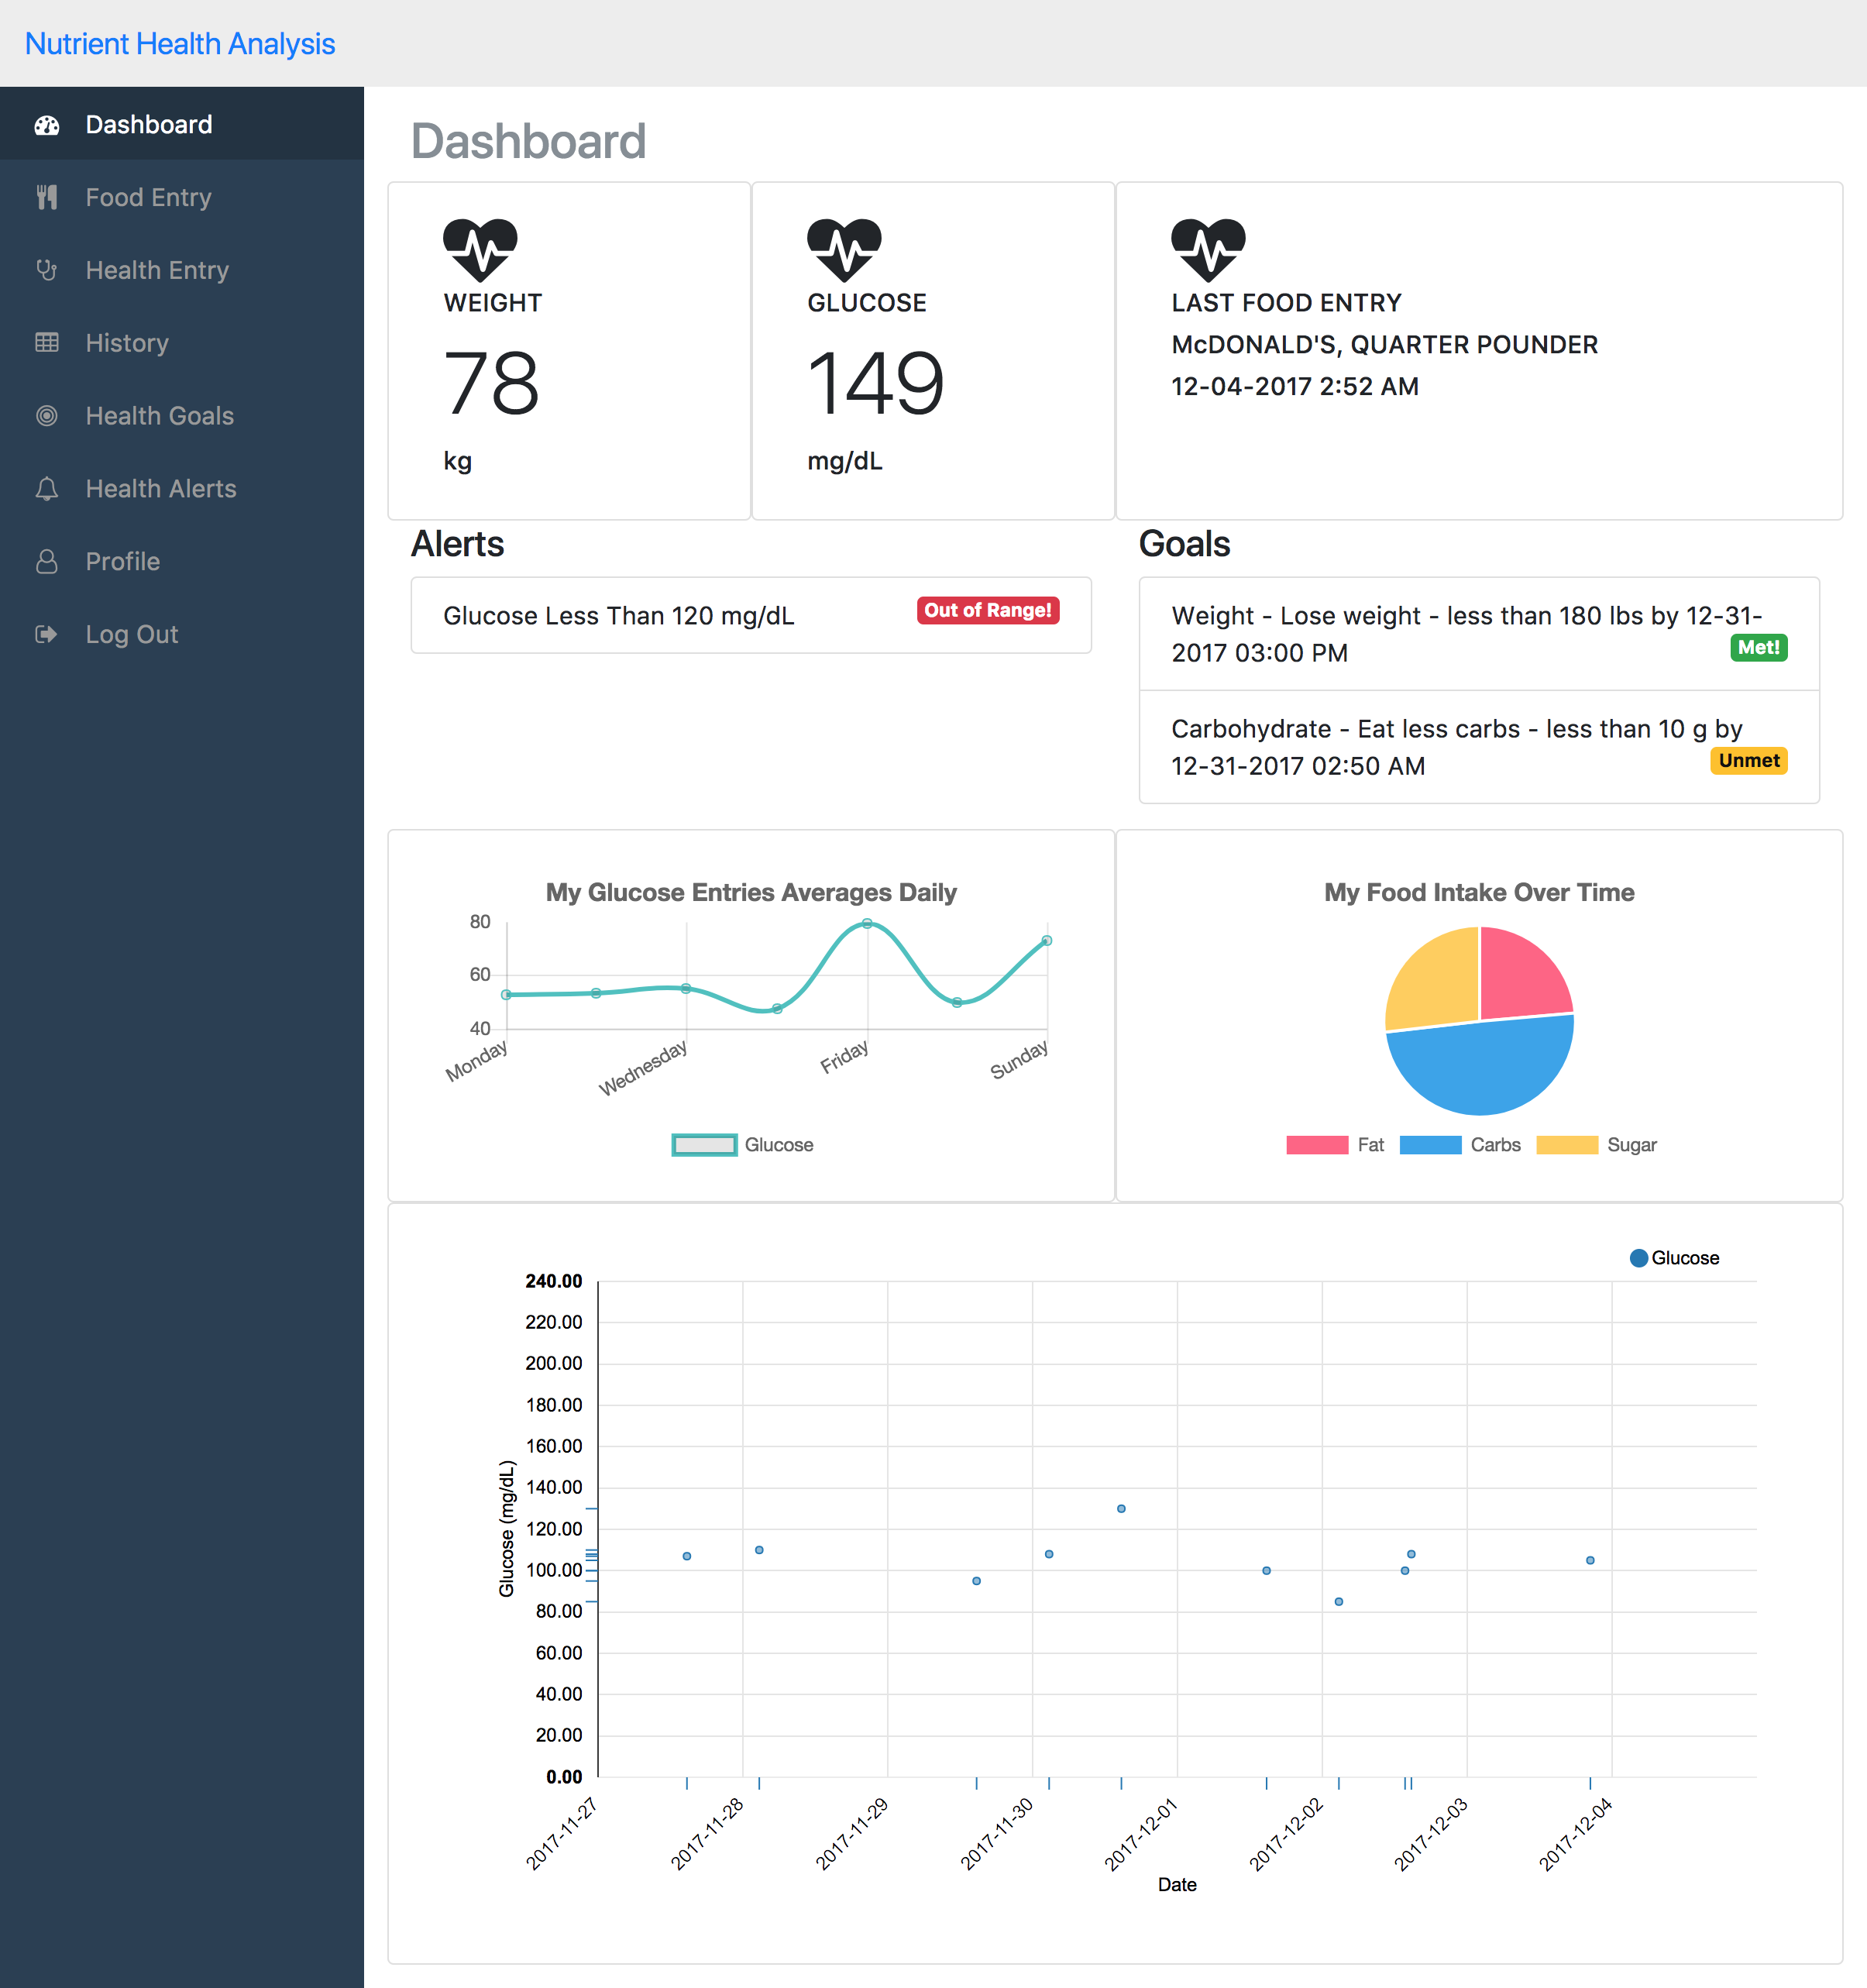 Nutrient Health Analysis
Dashboard
Food Entry
Health Entry
History
Health Goals
Health Alerts
Profile
Log Out
Dashboard
WEIGHT
78
kg
GLUCOSE
149
mg/dL
LAST FOOD ENTRY
McDONALD'S, QUARTER POUNDER
12-04-2017 2:52 AM
Alerts
Glucose Less Than 120 mg/dL
Out of Range!
Goals
Weight - Lose weight - less than 180 lbs by 12-31-
2017 03:00 PM
Met!
Carbohydrate - Eat less carbs - less than 10 g by
12-31-2017 02:50 AM
Unmet
My Glucose Entries Averages Daily
80
60
40
Monday
Wednesday
Friday
Sunday
Glucose
My Food Intake Over Time
Fat
Carbs
Sugar
Glucose
240.00
220.00
200.00
180.00
160.00
140.00
120.00
100.00
80.00
60.00
40.00
20.00
0.00
Glucose (mg/dL)
2017-11-27
2017-11-28
2017-11-29
2017-11-30
2017-12-01
2017-12-02
2017-12-03
2017-12-04
Date